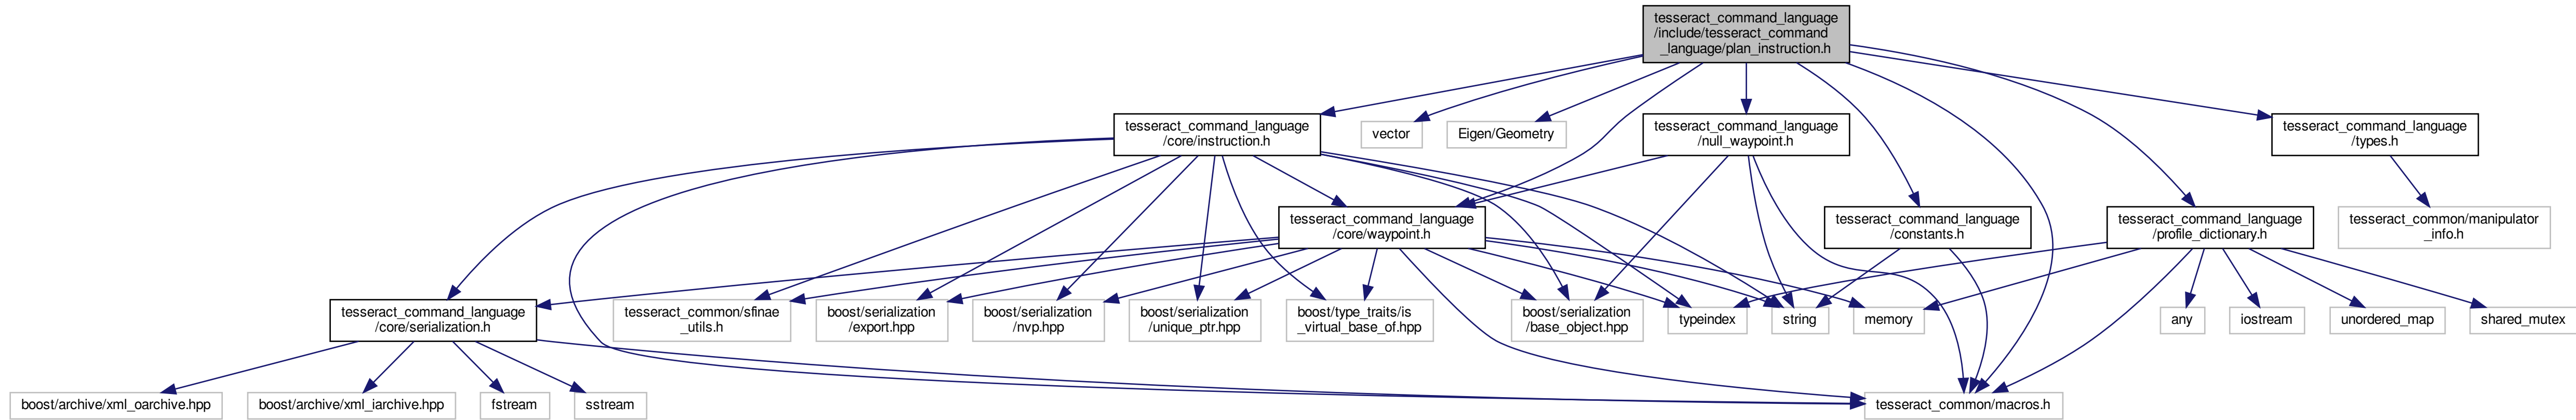 tesseract_command_language
/include/tesseract_command
_language/plan_instruction.h
tesseract_command_language
/core/instruction.h
vector
Eigen/Geometry
tesseract_command_language
/null_waypoint.h
tesseract_command_language
/types.h
tesseract_command_language
/core/waypoint.h
tesseract_command_language
/constants.h
tesseract_command_language
/profile_dictionary.h
tesseract_common/manipulator
_info.h
tesseract_command_language
/core/serialization.h
tesseract_common/sfinae
_utils.h
boost/serialization
/export.hpp
boost/serialization
/nvp.hpp
boost/serialization
/unique_ptr.hpp
boost/type_traits/is
_virtual_base_of.hpp
boost/serialization
/base_object.hpp
typeindex
string
memory
any
iostream
unordered_map
shared_mutex
boost/archive/xml_oarchive.hpp
boost/archive/xml_iarchive.hpp
fstream
sstream
tesseract_common/macros.h